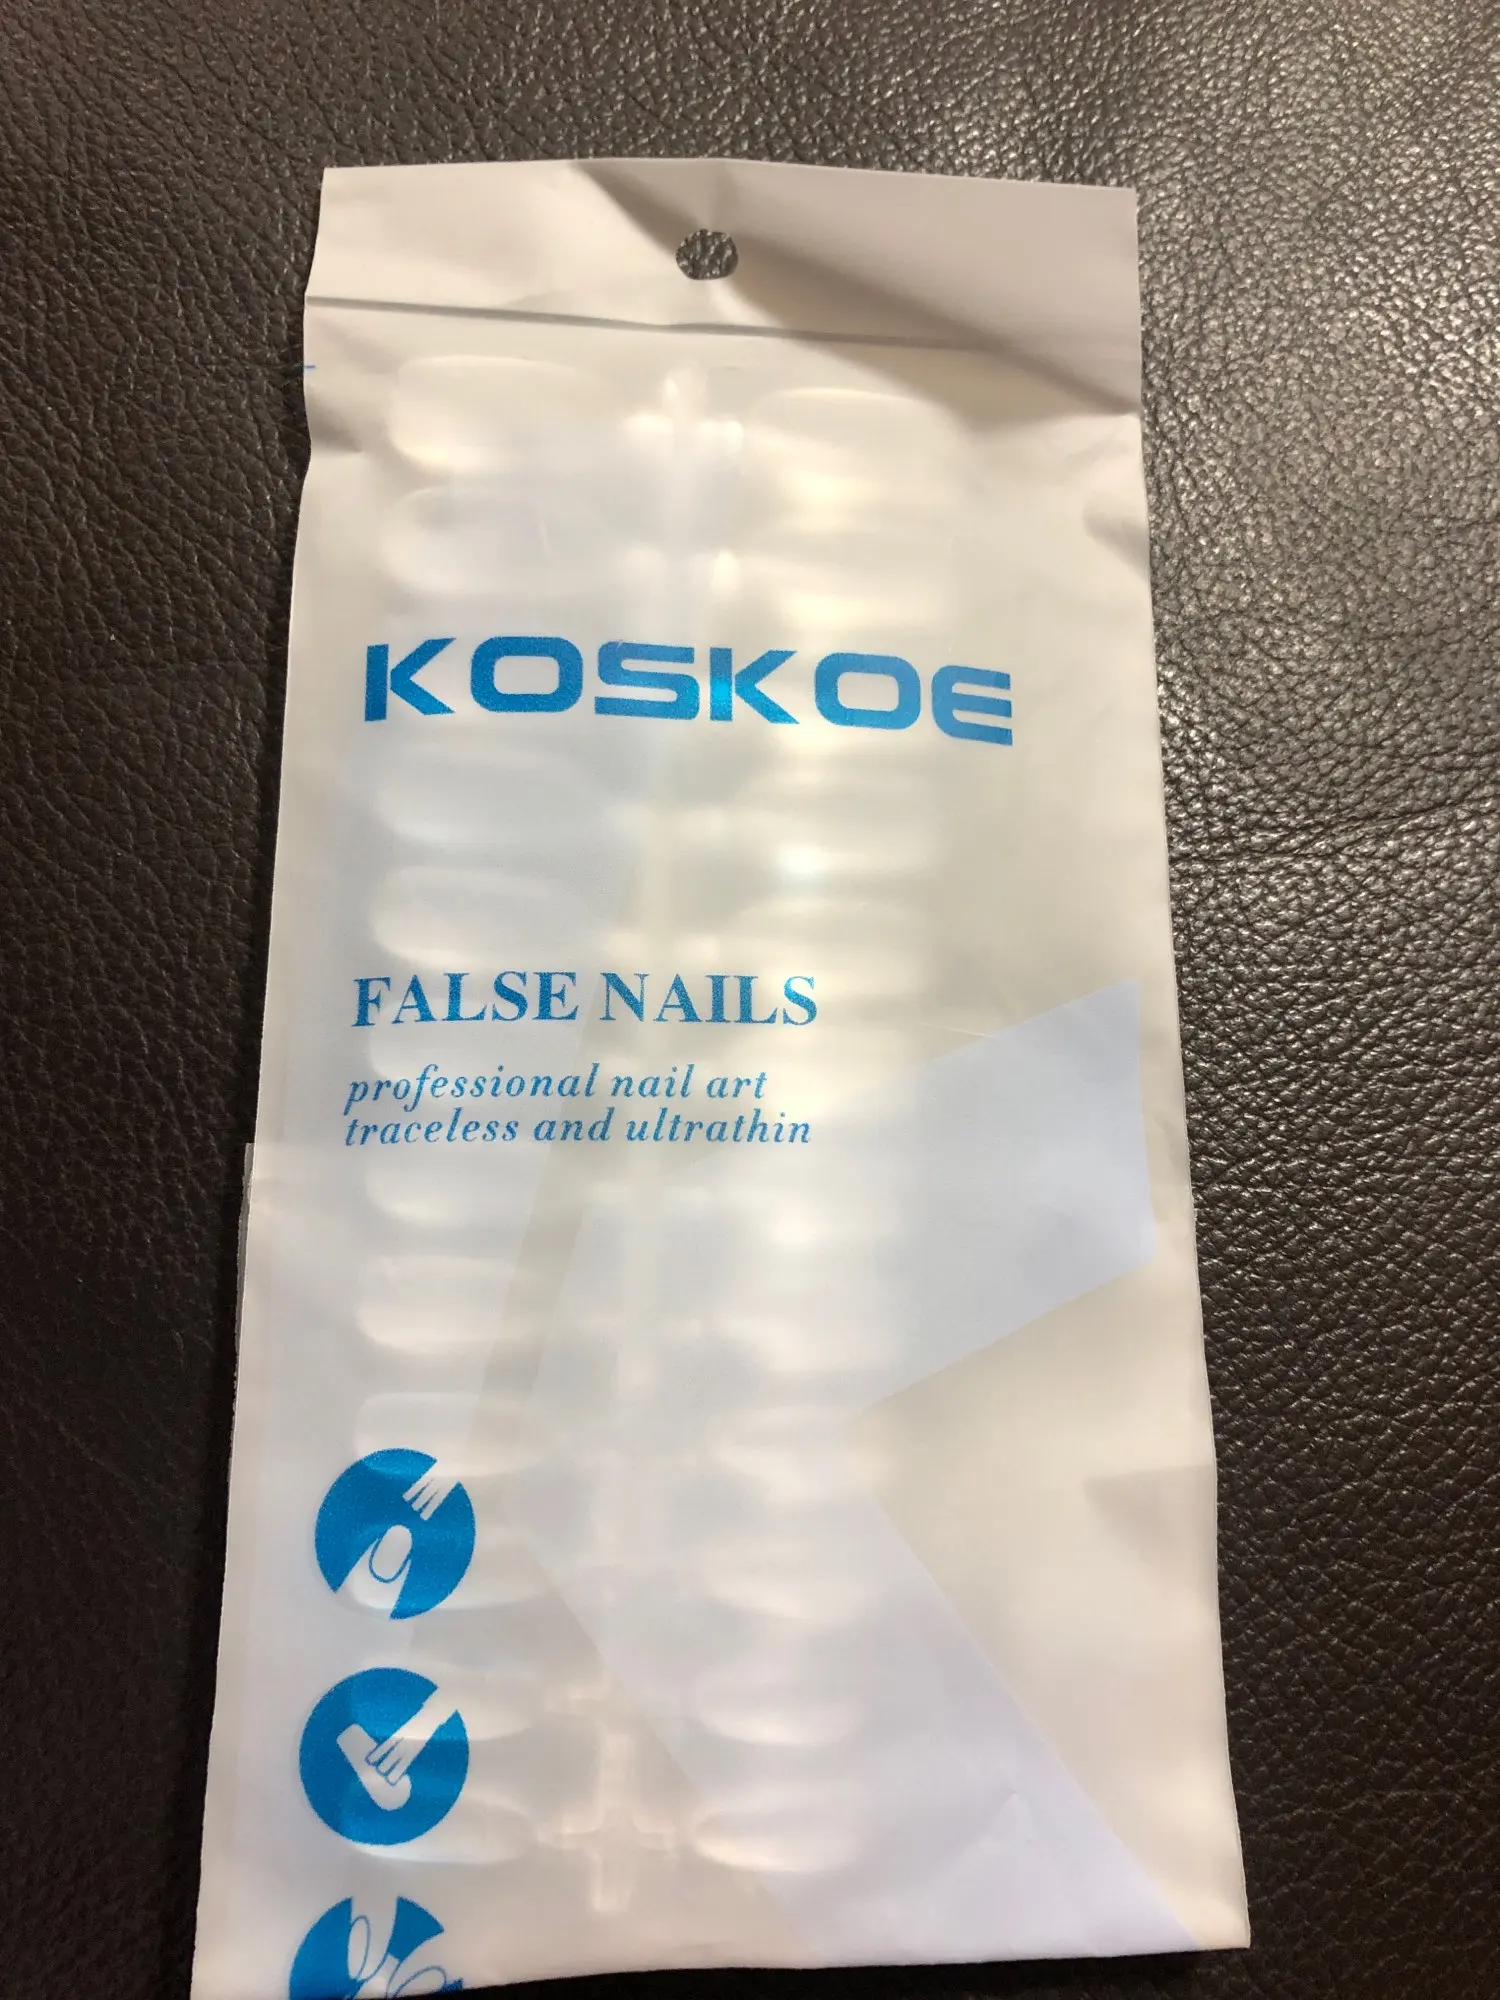 KOSKOE
FALSE NAILS
professional nail art
traceless and ultrathin